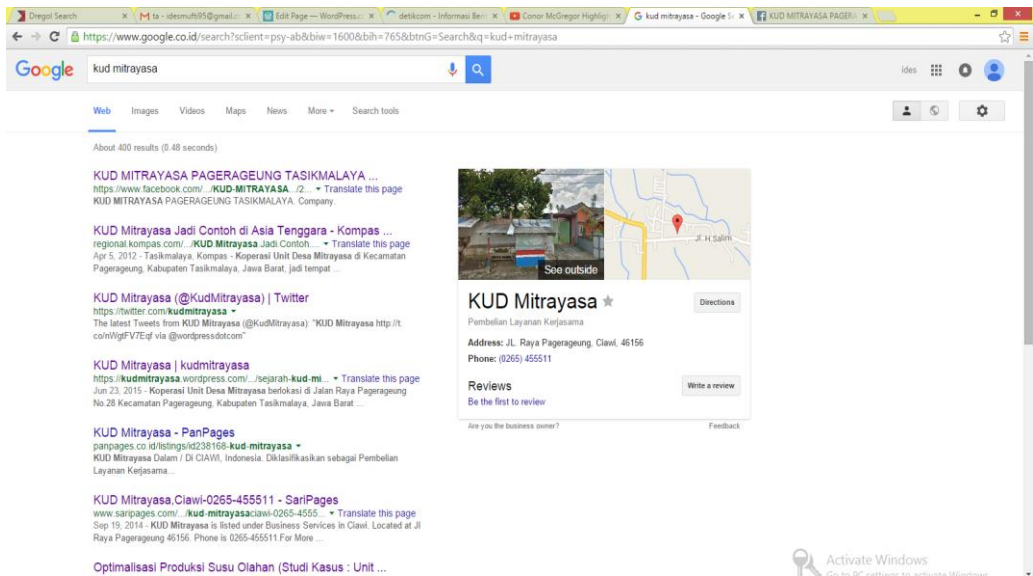 Dregol Search
M ta - idesmufti95@gmail.c
Edit Page — WordPress.c
detikcom - Informasi Beri
Conor McGregor Highligh
G kud mitrayasa - Google S
KUD MITRAYASA PAGERA
https://www.google.co.id/search?sclient=psy-ab&biw=1600&bih=765&btnG=Search&q=kud+mitrayasa
Google
kud mitrayasa
ides
Web Images Videos Maps News More Search tools
About 400 results (0.48 seconds)
KUD MITRAYASA PAGERAGEUNG TASIKMALAYA ...
https://www.facebook.com/.../KUD-MITRAYASA.../2... Translate this page
KUD MITRAYASA PAGERAGEUNG TASIKMALAYA. Company.
KUD Mitrayasa Jadi Contoh di Asia Tenggara - Kompas ...
regional.kompas.com/.../KUD Mitrayasa Jadi Contoh.... Translate this page
Apr 5, 2012 - Tasikmalaya, Kompas - Koperasi Unit Desa Mitrayasa di Kecamatan
Pagerageung, Kabupaten Tasikmalaya, Jawa Barat, jadi tempat ...
KUD Mitrayasa (@KudMitrayasa) | Twitter
https://twitter.com/kudmitrayasa
The latest Tweets from KUD Mitrayasa (@KudMitrayasa): "KUD Mitrayasa http://t.
co/nWgtFV7Eqf via @wordpressdotcom"
KUD Mitrayasa | kudmitrayasa
https://kudmitrayasa.wordpress.com/.../sejarah-kud-mi... Translate this page
Jun 23, 2015 - Koperasi Unit Desa Mitrayasa berlokasi di Jalan Raya Pagerageung
No.28 Kecamatan Pagerageung, Kabupaten Tasikmalaya, Jawa Barat ...
KUD Mitrayasa - PanPages
panpages.co.id/listings/id238168-kud-mitrayasa
KUD Mitrayasa Dalam / Di CIAWI, Indonesia. Diklasifikasikan sebagai Pembelian
Layanan Kerjasama...
KUD Mitrayasa,Ciawi-0265-455511 - SariPages
www.saripages.com/.../kud-mitrayasaciawi-0265-4555... Translate this page
Sep 19, 2014 - KUD Mitrayasa is listed under Business Services in Ciawi. Located at Jl
Raya Pagerageung 46156. Phone is 0265-455511.For More ...
Optimalisasi Produksi Susu Olahan (Studi Kasus : Unit ...
See outside
Jl. H.Salim
KUD Mitrayasa
Directions
Pembelian Layanan Kerjasama
Address: JL. Raya Pagerageung, Ciawi, 46156
Phone: (0265) 455511
Reviews
Write a review
Be the first to review
Are you the business owner?
Feedback
Activate Windows
Go to PC settings to activate Windows.